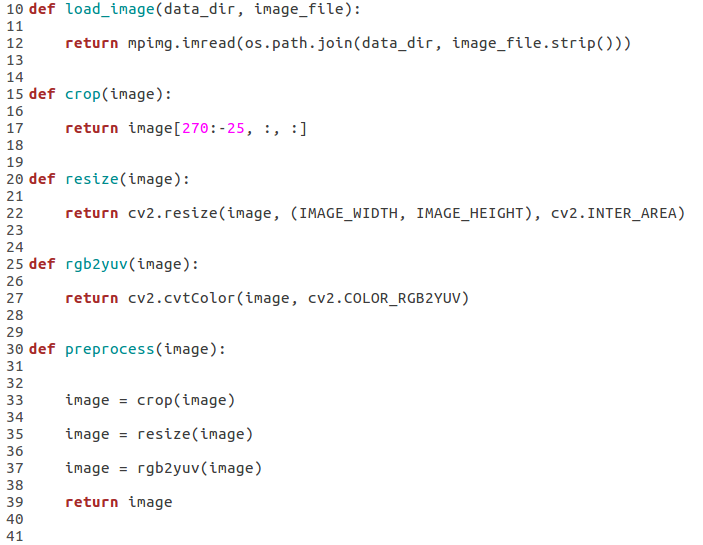 10 def load_image(data_dir, image_file):
11
12     return mpimg.imread(os.path.join(data_dir, image_file.strip()))
13
14
15 def crop(image):
16
17     return image[270:-25, :, :]
18
19
20 def resize(image):
21
22     return cv2.resize(image, (IMAGE_WIDTH, IMAGE_HEIGHT), cv2.INTER_AREA)
23
24
25 def rgb2yuv(image):
26
27     return cv2.cvtColor(image, cv2.COLOR_RGB2YUV)
28
29
30 def preprocess(image):
31
32
33     image = crop(image)
34
35     image = resize(image)
36
37     image = rgb2yuv(image)
38
39     return image
40
41